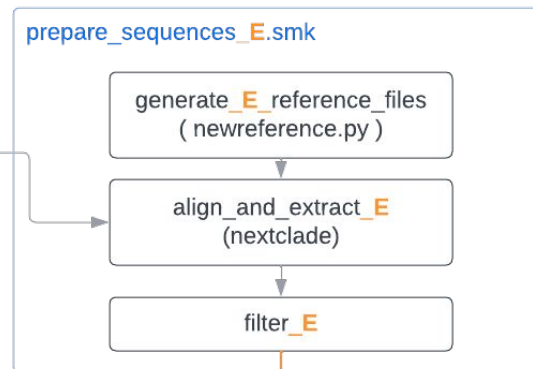 prepare_sequences_E.smk
generate_E_reference_files
( newreference.py )
align_and_extract_E
(nextclade)
filter_E